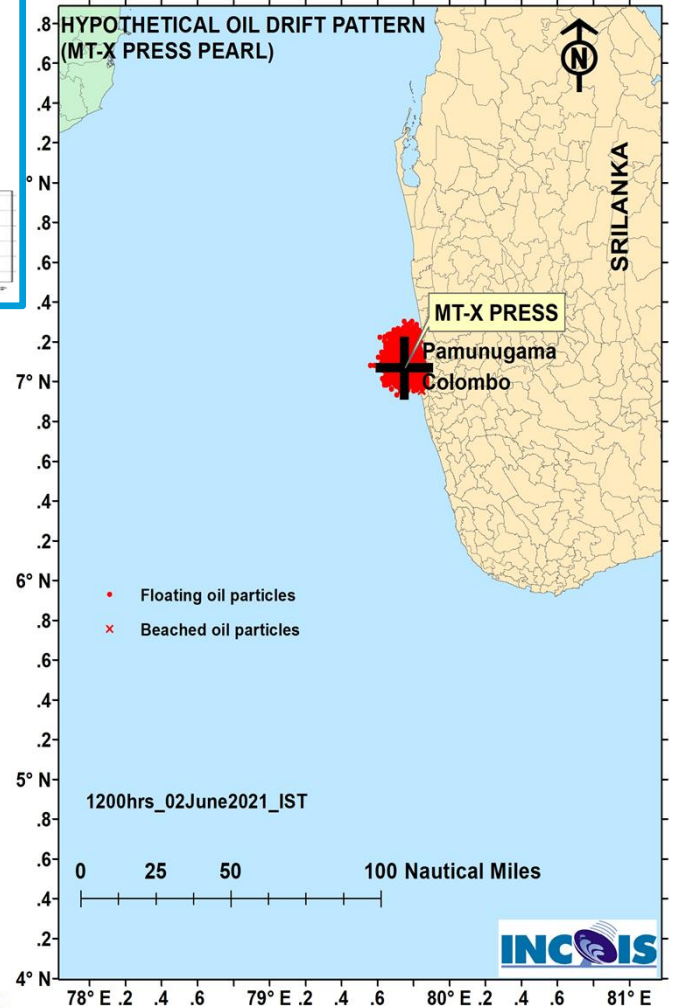 HYPOTHETICAL OIL DRIFT PATTERN
(MT-X PRESS PEARL)
N
SRILANKA
MT-X PRESS
Pamunugama
Colombo
.8
.6
.4
.2
° N
.8
.6
.4
.2
7° N
.8
.6
.4
.2
6° N
.8
.6
.4
.2
5° N
.8
.6
.4
.2
4° N
Floating oil particles
Beached oil particles
1200hrs_02June2021_IST
0 25 50 100 Nautical Miles
INCOIS
78° E .2 .4 .6 79° E .2 .4 .6 80° E .2 .4 .6 81° E